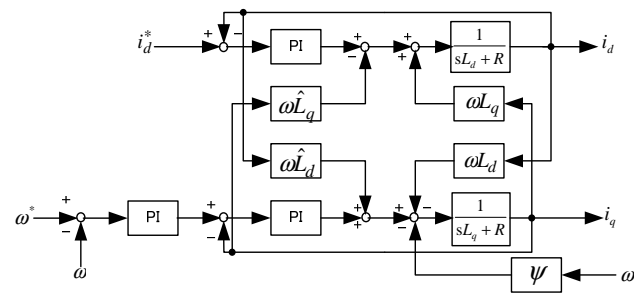 i_d^* + − PI + − + + 1/(sL_d + R) i_d
ωL̂_q ωL_q
ωL̂_d ωL_d
ω* + − PI + − PI + + + − − 1/(sL_q + R) i_q
ω ψ ω